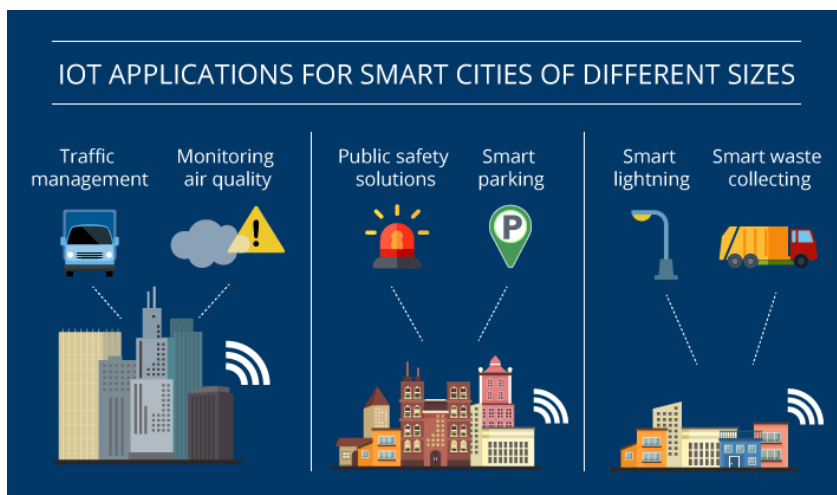 IOT APPLICATIONS FOR SMART CITIES OF DIFFERENT SIZES
Traffic
management
Monitoring
air quality
Public safety
solutions
Smart
parking
P
Smart
lightning
Smart waste
collecting